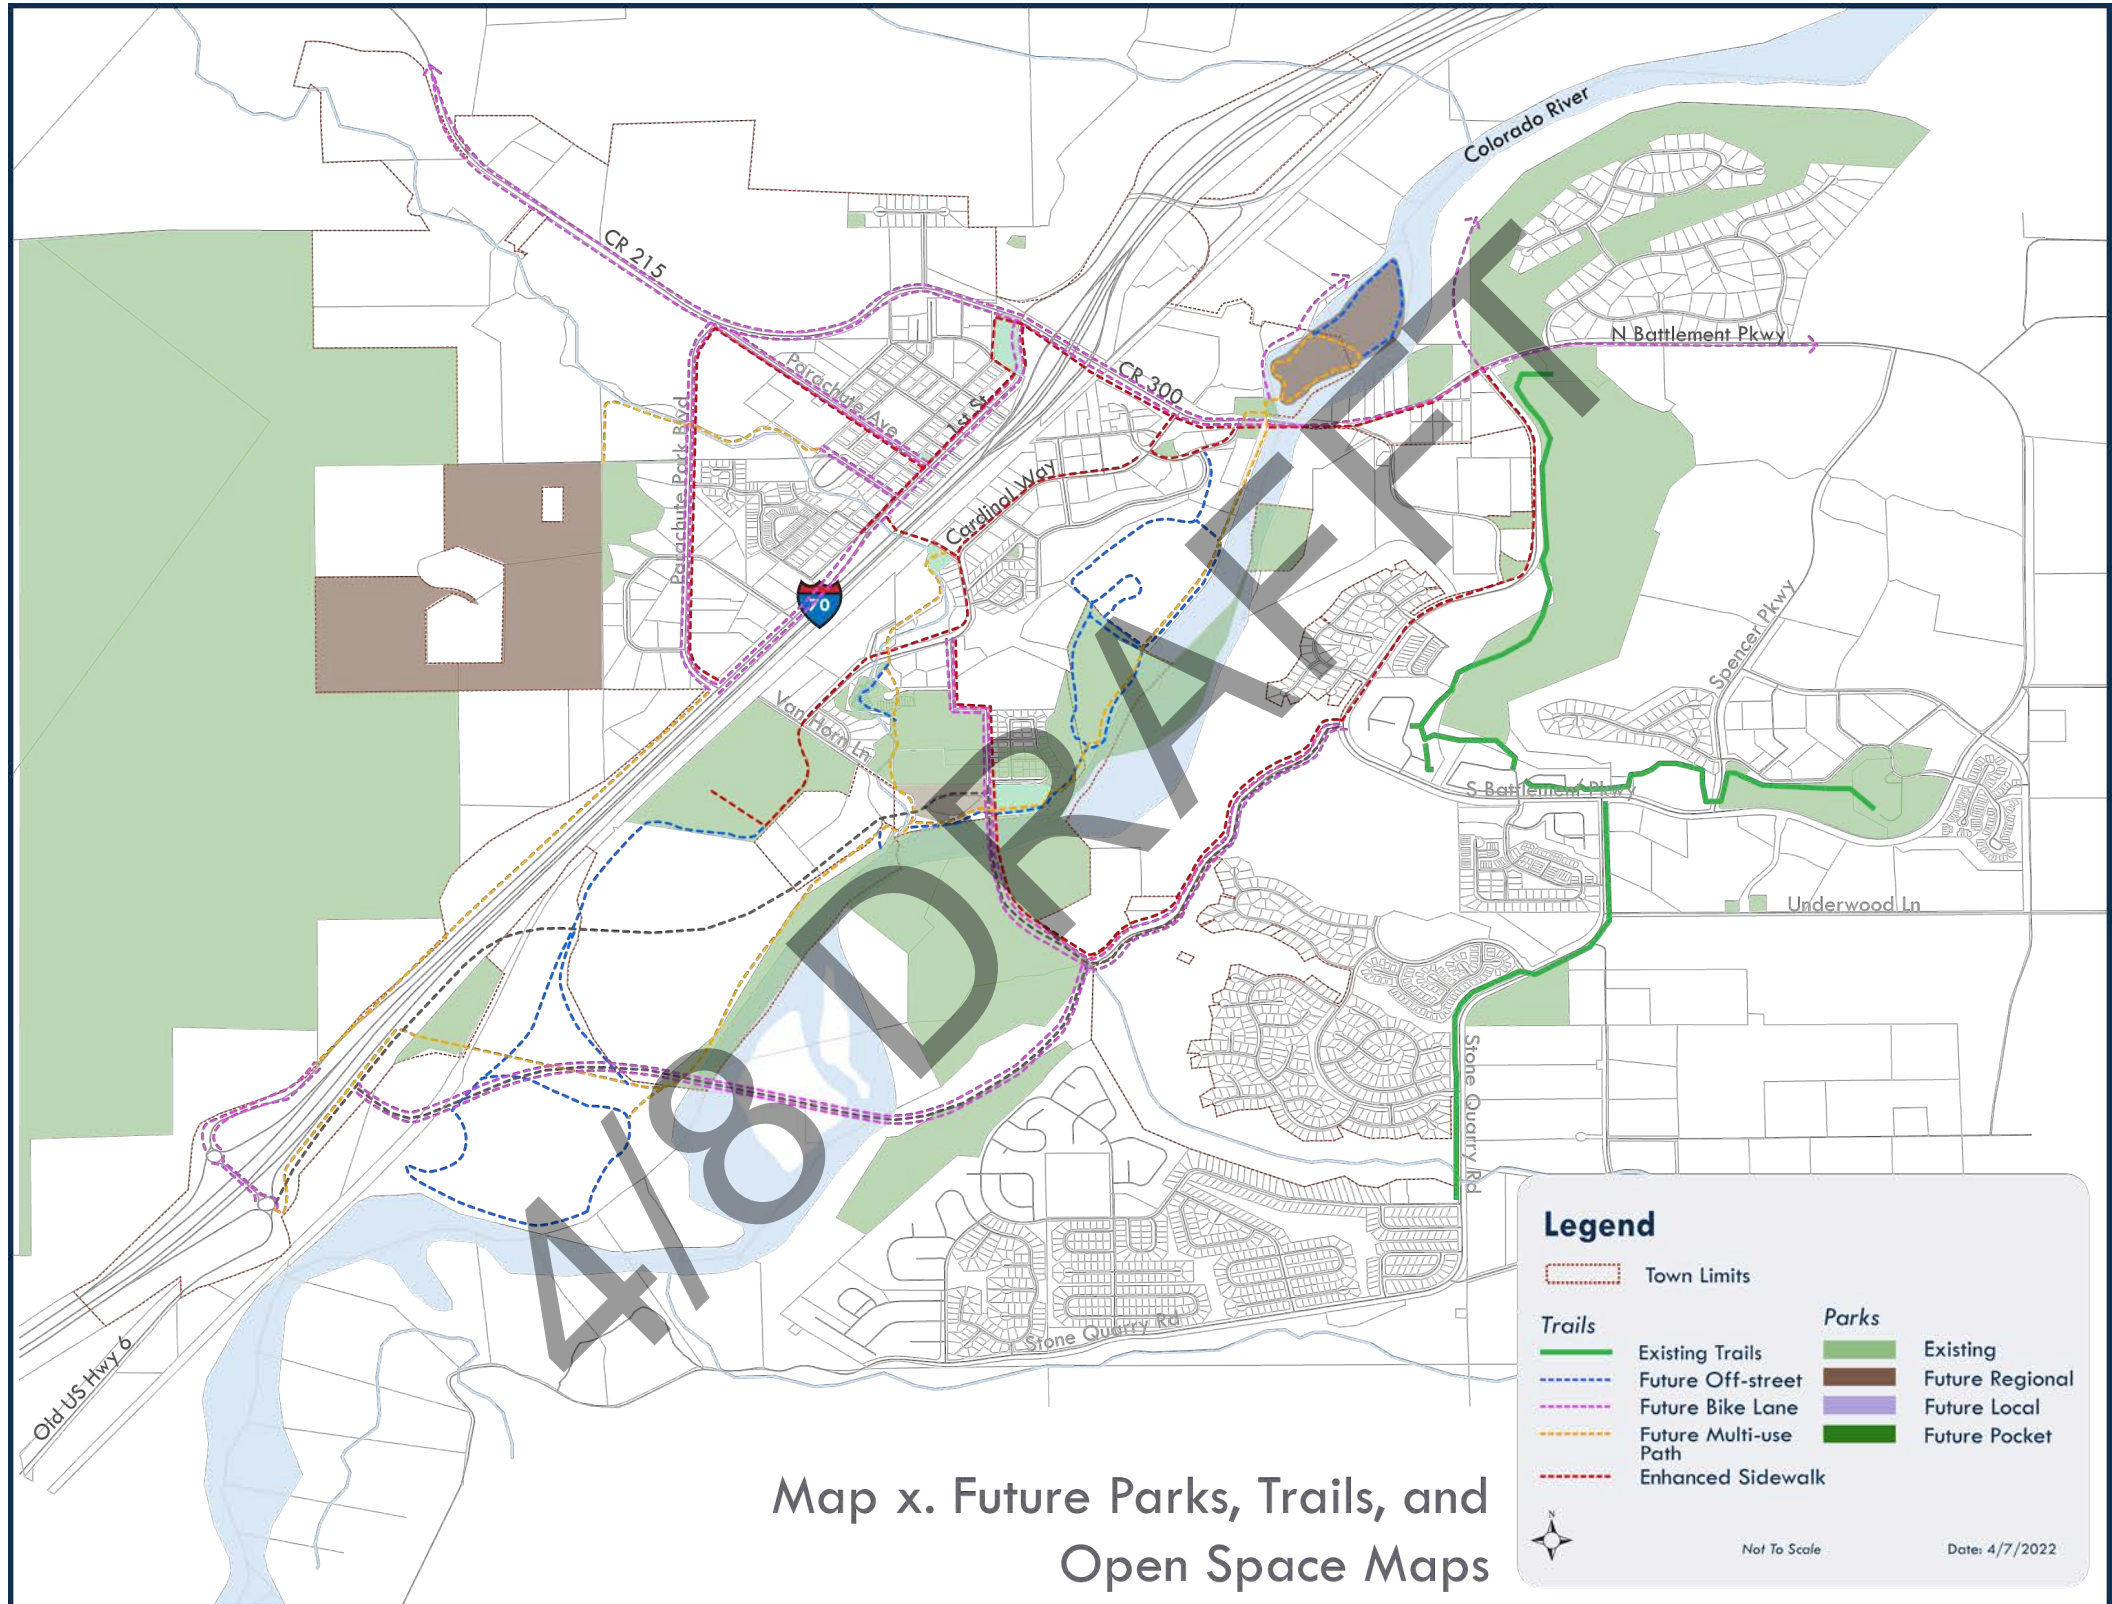 Colorado River
CR 215
N Battlement Pkwy
Parachute Ave
CR 300
1st St
Parachute Park Blvd
Cardinal Way
70
Spencer Pkwy
Van Horn Ln
S Battlement Pkwy
Underwood Ln
Stone Quarry Rd
Stone Quarry Rd
Old US Hwy 6
4/8 DRAFT
Map x. Future Parks, Trails, and
Open Space Maps
Legend
Town Limits
Trails
Existing Trails
Future Off-street
Future Bike Lane
Future Multi-use
Path
Enhanced Sidewalk
Parks
Existing
Future Regional
Future Local
Future Pocket
N
Not To Scale
Date: 4/7/2022